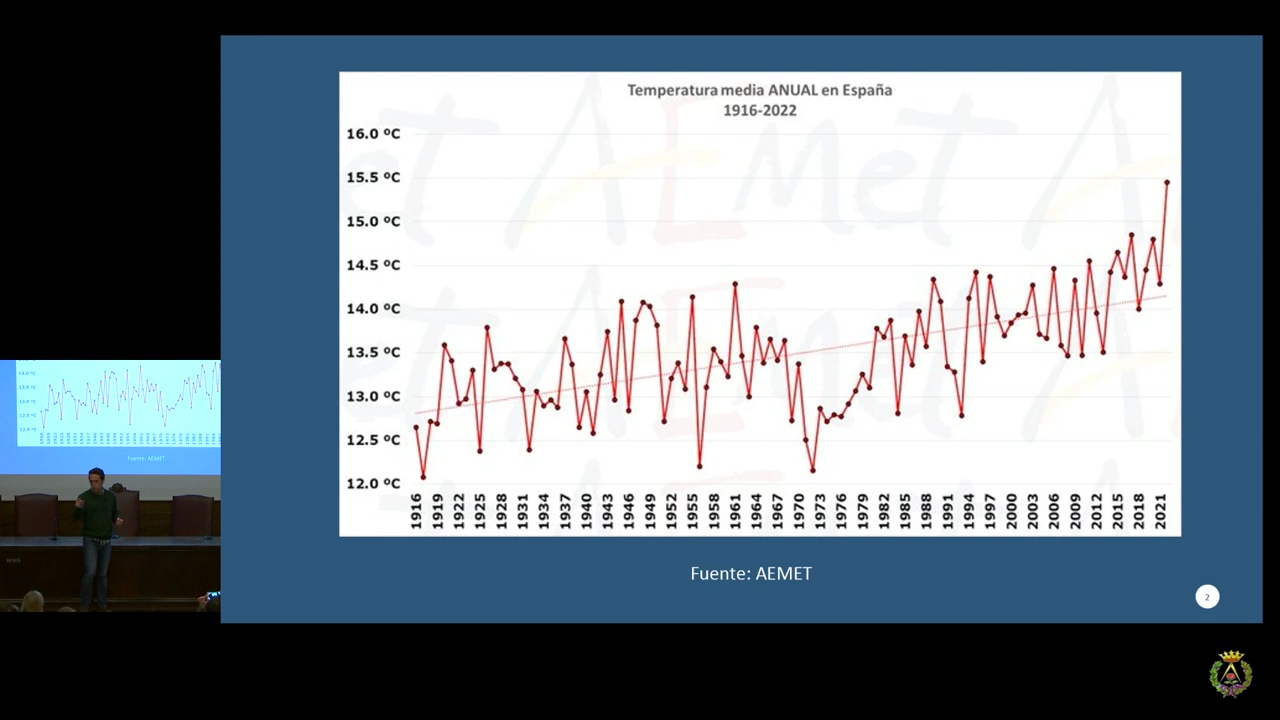 Temperatura media ANUAL en España
1916-2022
16.0 ºC
15.5 ºC
15.0 ºC
14.5 ºC
14.0 ºC
13.5 ºC
13.0 ºC
12.5 ºC
12.0 ºC
1916 1919 1922 1925 1928 1931 1934 1937 1940 1943 1946 1949 1952 1955 1958 1961 1964 1967 1970 1973 1976 1979 1982 1985 1988 1991 1994 1997 2000 2003 2006 2009 2012 2015 2018 2021
Fuente: AEMET
2
Fuente: AEMET